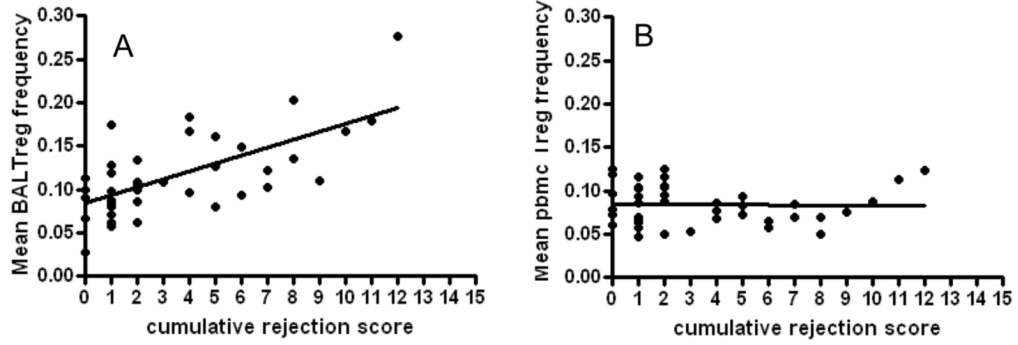 Mean BALTreg frequency
0.30
0.25
0.20
0.15
0.10
0.05
0.00
A
0 1 2 3 4 5 6 7 8 9 10 11 12 13 14 15
cumulative rejection score
Mean pbmc Treg frequency
0.30
0.25
0.20
0.15
0.10
0.05
0.00
B
0 1 2 3 4 5 6 7 8 9 10 11 12 13 14 15
cumulative rejection score